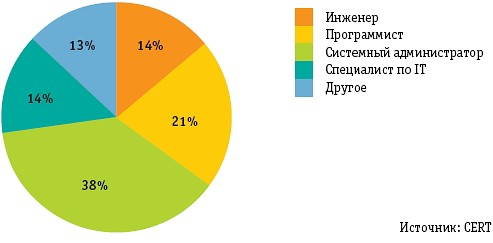 13%
14%
14%
21%
38%
Инженер
Программист
Системный администратор
Специалист по IT
Другое
Источник: CERT